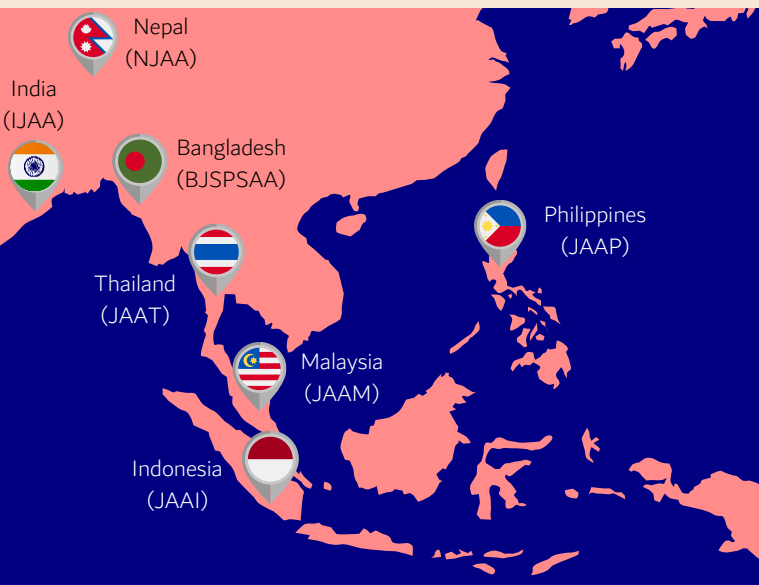 Nepal
(NJAA)
India
(IJAA)
Bangladesh
(BJSPSAA)
Philippines
(JAAP)
Thailand
(JAAT)
Malaysia
(JAAM)
Indonesia
(JAAI)